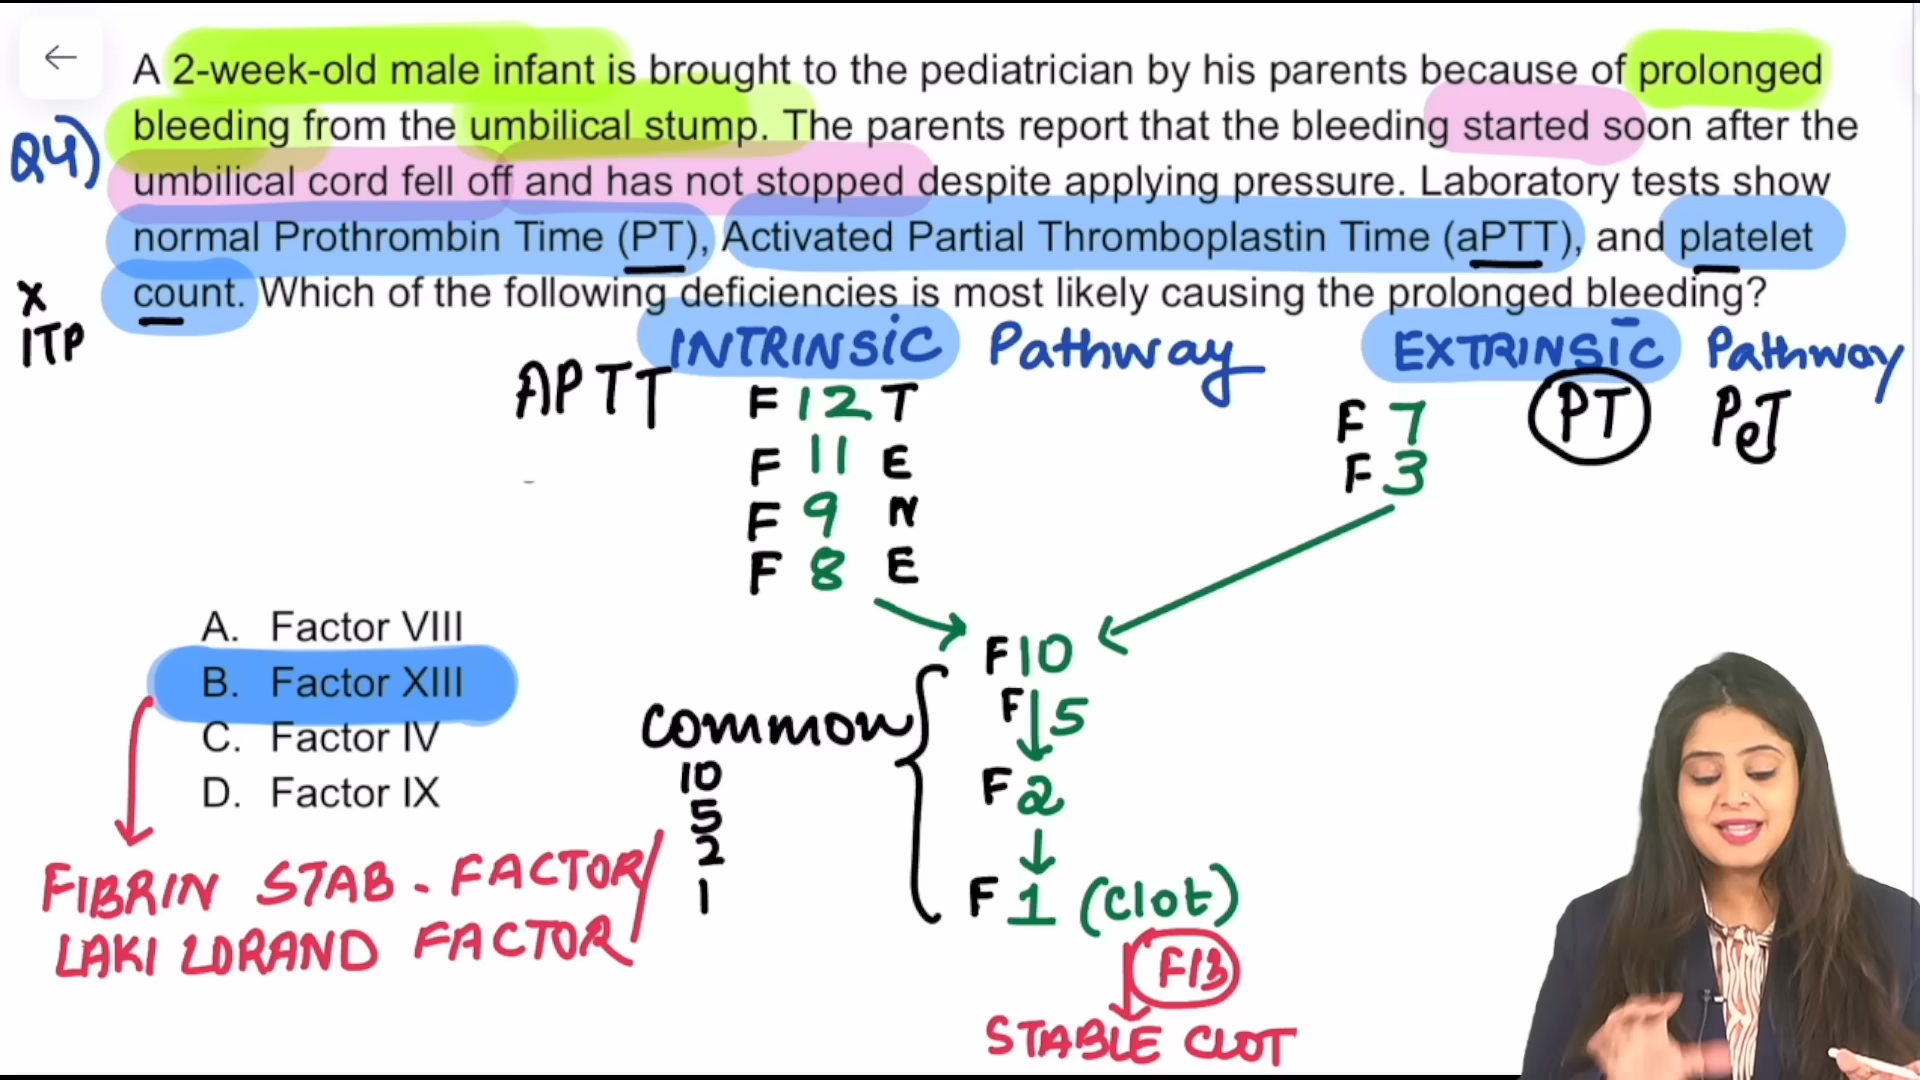 A 2-week-old male infant is brought to the pediatrician by his parents because of prolonged
bleeding from the umbilical stump. The parents report that the bleeding started soon after the
Q4)
umbilical cord fell off and has not stopped despite applying pressure. Laboratory tests show
normal Prothrombin Time (PT), Activated Partial Thromboplastin Time (aPTT), and platelet
count. Which of the following deficiencies is most likely causing the prolonged bleeding?
X
ITP
INTRINSIC Pathway
EXTRINSIC Pathway
APTT
F 12 T
F 11 E
F 9 N
F 8 E
F 7
F 3
PT
PeT
A. Factor VIII
B. Factor XIII
C. Factor IV
D. Factor IX
F10
F 5
F 2
F 1 (Clot)
Common
10
5
2
1
FIBRIN STAB. FACTOR/
LAKI LORAND FACTOR
F13
STABLE CLOT